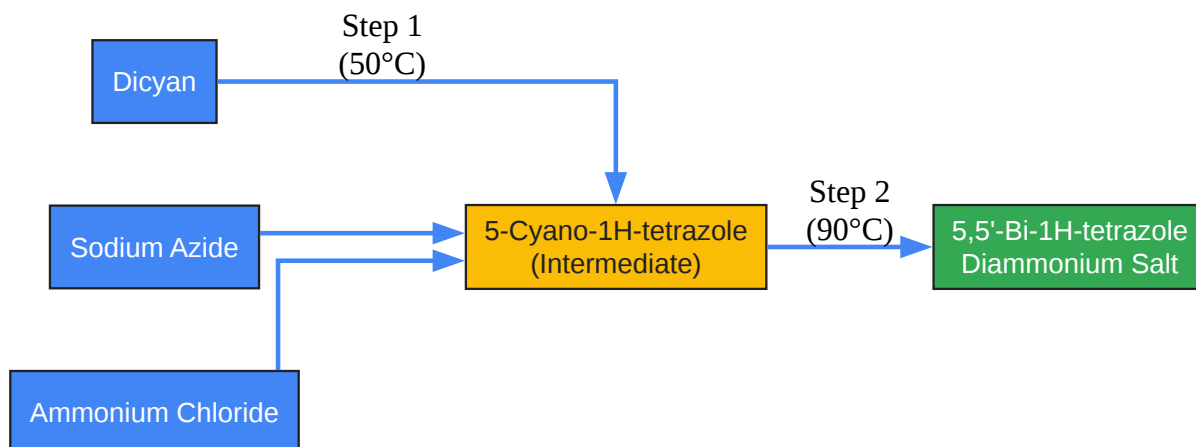 Step 1
(50°C)
Dicyan
Sodium Azide
Ammonium Chloride
5-Cyano-1H-tetrazole
(Intermediate)
Step 2
(90°C)
5,5'-Bi-1H-tetrazole
Diammonium Salt